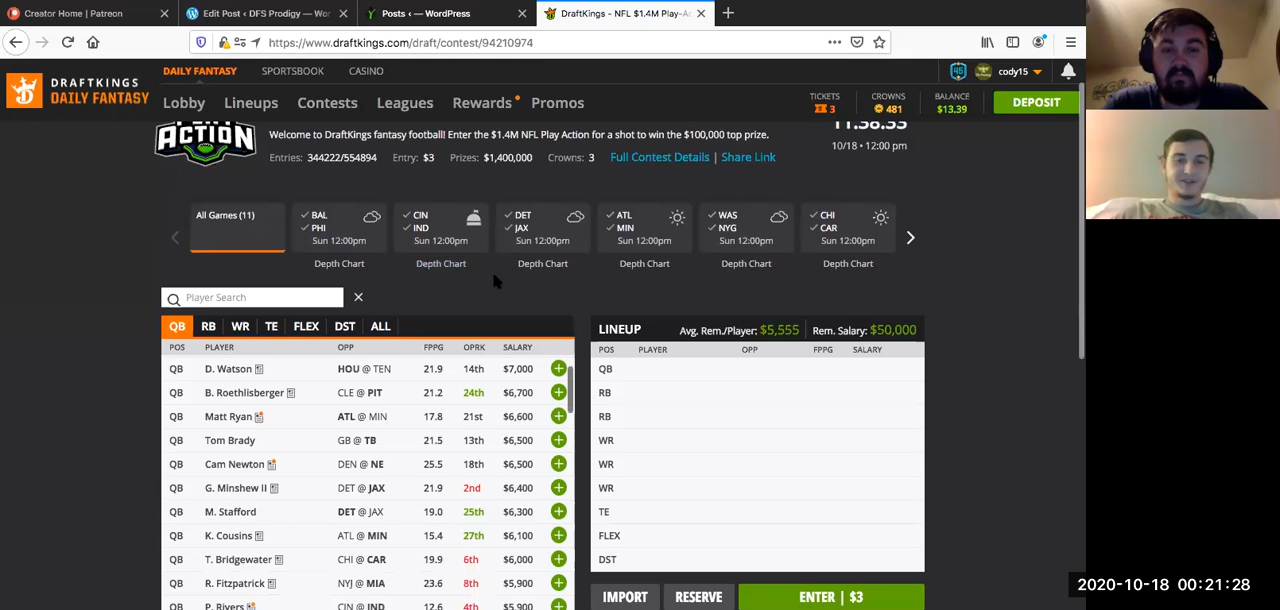 Creator Home | Patreon
Edit Post ‹ DFS Prodigy — Wor
Posts ‹ — WordPress
DraftKings - NFL $1.4M Play-A
https://www.draftkings.com/draft/contest/94210974
DRAFTKINGS
DAILY FANTASY
DAILY FANTASY SPORTSBOOK CASINO
45 cody15
Lobby Lineups Contests Leagues Rewards Promos
TICKETS CROWNS BALANCE
3 481 $13.39
DEPOSIT
ACTION
Welcome to DraftKings fantasy football! Enter the $1.4M NFL Play Action for a shot to win the $100,000 top prize.
Entries: 344222/554894 Entry: $3 Prizes: $1,400,000 Crowns: 3 Full Contest Details | Share Link
10/18 • 12:00 pm
All Games (11)
BAL
PHI
Sun 12:00pm
Depth Chart
CIN
IND
Sun 12:00pm
Depth Chart
DET
JAX
Sun 12:00pm
Depth Chart
ATL
MIN
Sun 12:00pm
Depth Chart
WAS
NYG
Sun 12:00pm
Depth Chart
CHI
CAR
Sun 12:00pm
Depth Chart
Player Search
QB RB WR TE FLEX DST ALL
POS PLAYER OPP FPPG OPRK SALARY
QB D. Watson HOU @ TEN 21.9 14th $7,000
QB B. Roethlisberger CLE @ PIT 21.2 24th $6,700
QB Matt Ryan ATL @ MIN 17.8 21st $6,600
QB Tom Brady GB @ TB 21.5 13th $6,500
QB Cam Newton DEN @ NE 25.5 18th $6,500
QB G. Minshew II DET @ JAX 21.9 2nd $6,400
QB M. Stafford DET @ JAX 19.0 25th $6,300
QB K. Cousins ATL @ MIN 15.4 27th $6,100
QB T. Bridgewater CHI @ CAR 19.9 6th $6,000
QB R. Fitzpatrick NYJ @ MIA 23.6 8th $5,900
QB P. Rivers CIN @ IND 12.6 4th $5,900
LINEUP Avg. Rem./Player: $5,555 Rem. Salary: $50,000
POS PLAYER OPP FPPG SALARY
QB
RB
RB
WR
WR
WR
TE
FLEX
DST
IMPORT RESERVE ENTER | $3
2020-10-18 00:21:28